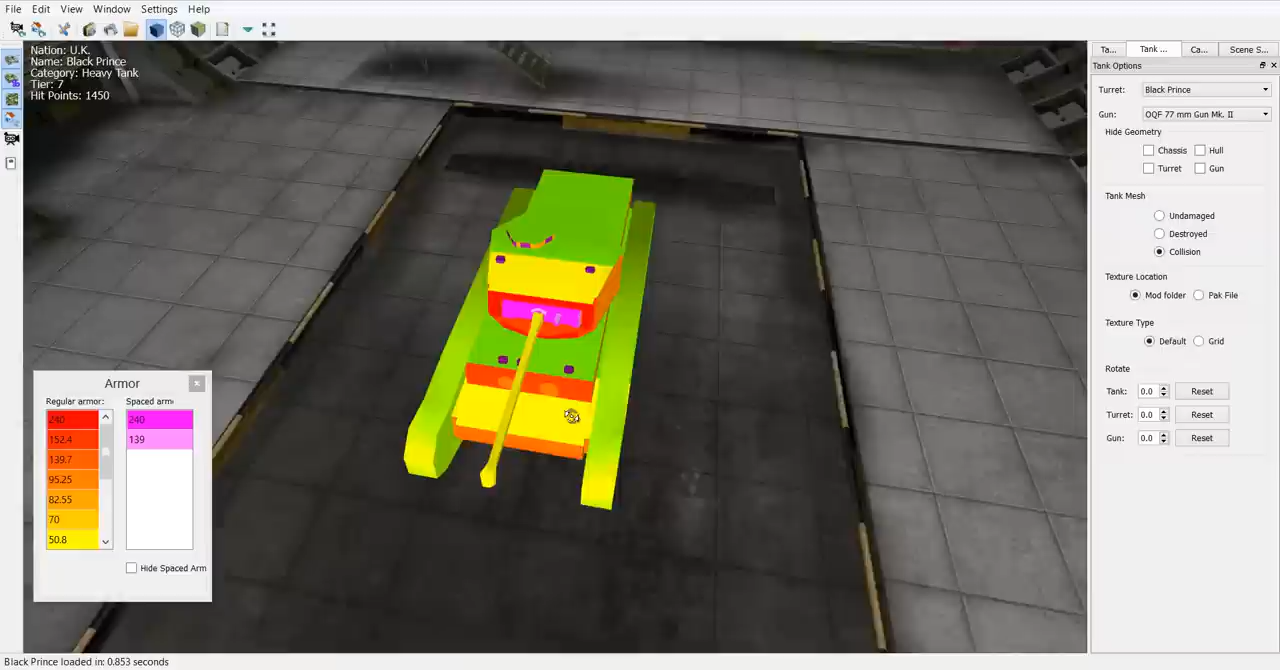 File Edit View Window Settings Help
Nation: U.K.
Name: Black Prince
Category: Heavy Tank
Tier: 7
Hit Points: 1450
Ta... Tank ... Ca... Scene S...
Tank Options
Turret: Black Prince
Gun: OQF 77 mm Gun Mk. II
Hide Geometry
Chassis Hull
Turret Gun
Tank Mesh
Undamaged
Destroyed
Collision
Texture Location
Mod folder Pak File
Texture Type
Default Grid
Rotate
Tank: 0.0 Reset
Turret: 0.0 Reset
Gun: 0.0 Reset
Armor
Regular armor: Spaced arm
240 240
152.4 139
139.7
95.25
82.55
70
50.8
Hide Spaced Arm
Black Prince loaded in: 0.853 seconds